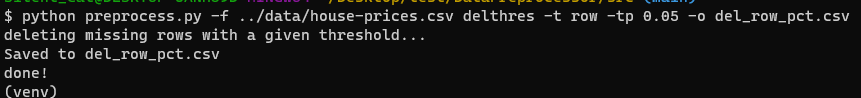 $ python preprocess.py -f ../data/house-prices.csv delthres -t row -tp 0.05 -o del_row_pct.csv
deleting missing rows with a given threshold...
Saved to del_row_pct.csv
done!
(venv)